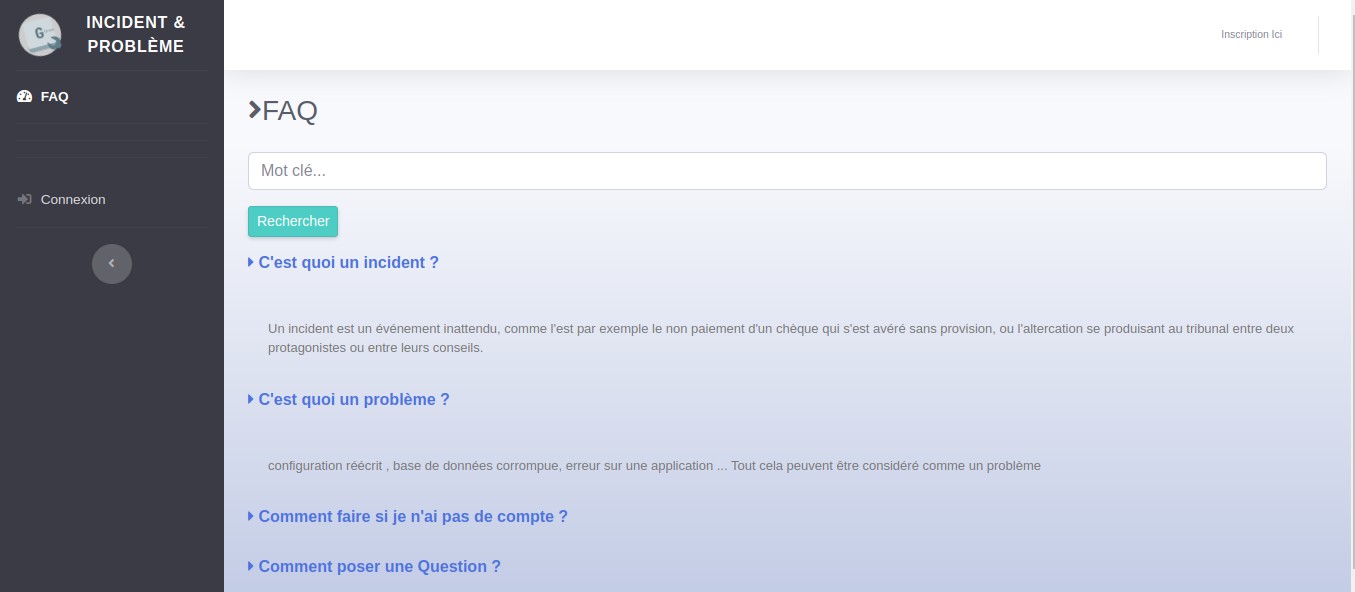 INCIDENT &
PROBLÈME
G
Inscription Ici
FAQ
FAQ
Mot clé...
Connexion
Rechercher
C'est quoi un incident ?
Un incident est un événement inattendu, comme l'est par exemple le non paiement d'un chèque qui s'est avéré sans provision, ou l'altercation se produisant au tribunal entre deux
protagonistes ou entre leurs conseils.
C'est quoi un problème ?
configuration réécrit , base de données corrompue, erreur sur une application ... Tout cela peuvent être considéré comme un problème
Comment faire si je n'ai pas de compte ?
Comment poser une Question ?